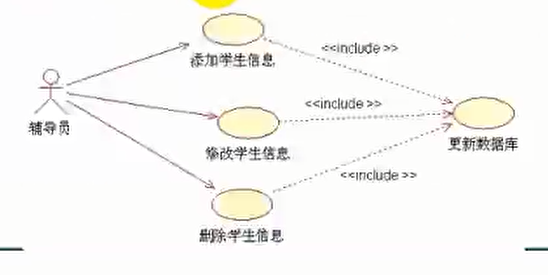 添加学生信息
<<include >>
辅导员
<<include >>
修改学生信息
更新数据库
<<include >>
删除学生信息